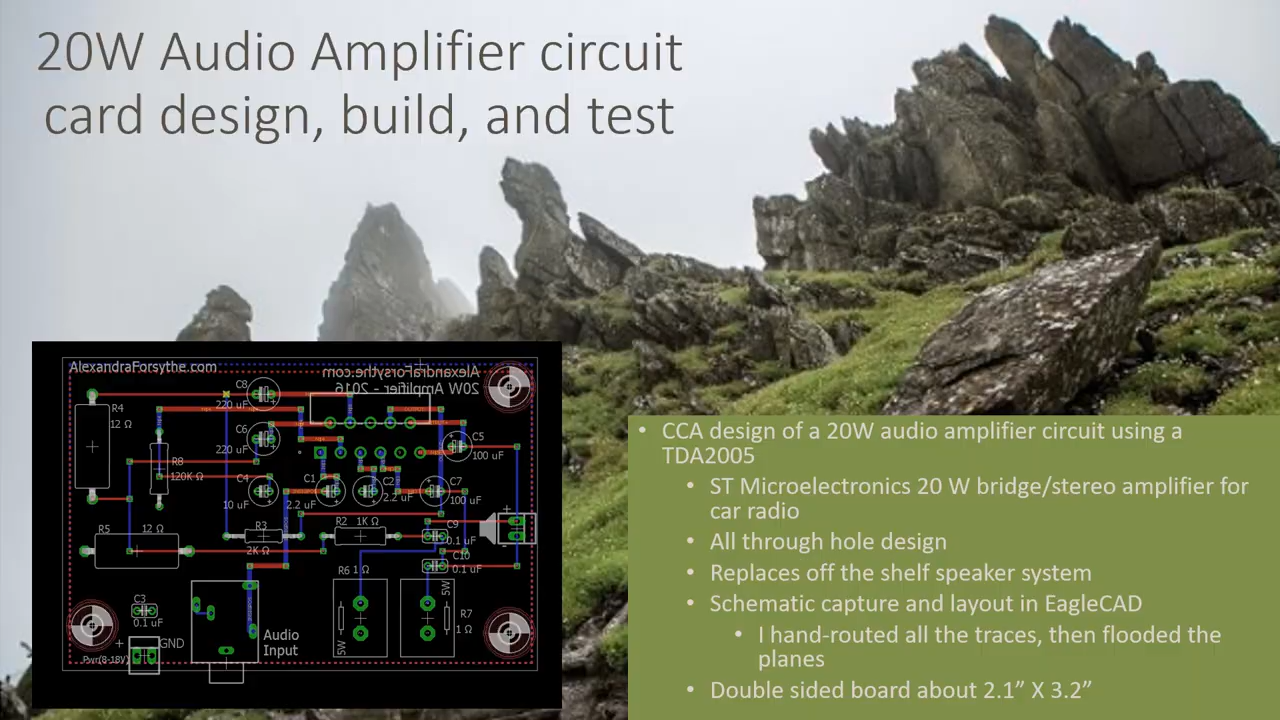 20W Audio Amplifier circuit
card design, build, and test
AlexandraForsythe.com
AlexandraForsythe.com
20W Amplifier - 2016
C8
220 uF
R4
12 Ω
C6
220 uF
C5
100 uF
R8
120K Ω
C4
10 uF
C1
2.2 uF
C2
2.2 uF
C7
100 uF
R5
12 Ω
R3
2K Ω
R2 1K Ω
C9
0.1 uF
C10
0.1 uF
R6 1 Ω
5W
R7
1 Ω
5W
C3
0.1 uF
+
-
+
GND
Pwr(8-18V)
Audio
Input
• CCA design of a 20W audio amplifier circuit using a
TDA2005
• ST Microelectronics 20 W bridge/stereo amplifier for
car radio
• All through hole design
• Replaces off the shelf speaker system
• Schematic capture and layout in EagleCAD
• I hand-routed all the traces, then flooded the
planes
• Double sided board about 2.1” X 3.2”